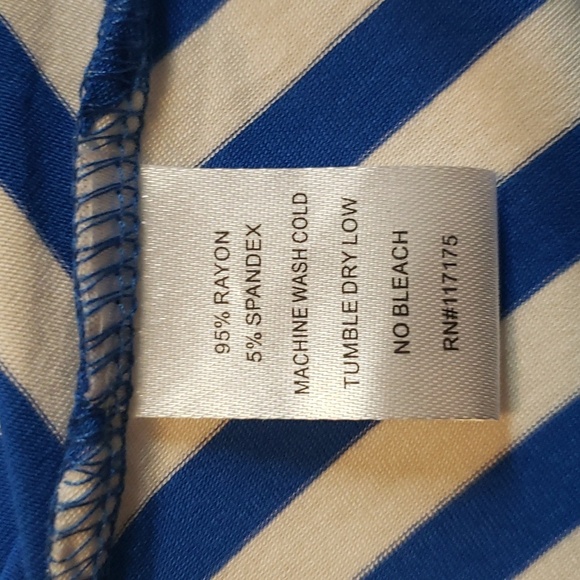 95% RAYON
5% SPANDEX
MACHINE WASH COLD
TUMBLE DRY LOW
NO BLEACH
RN#117175